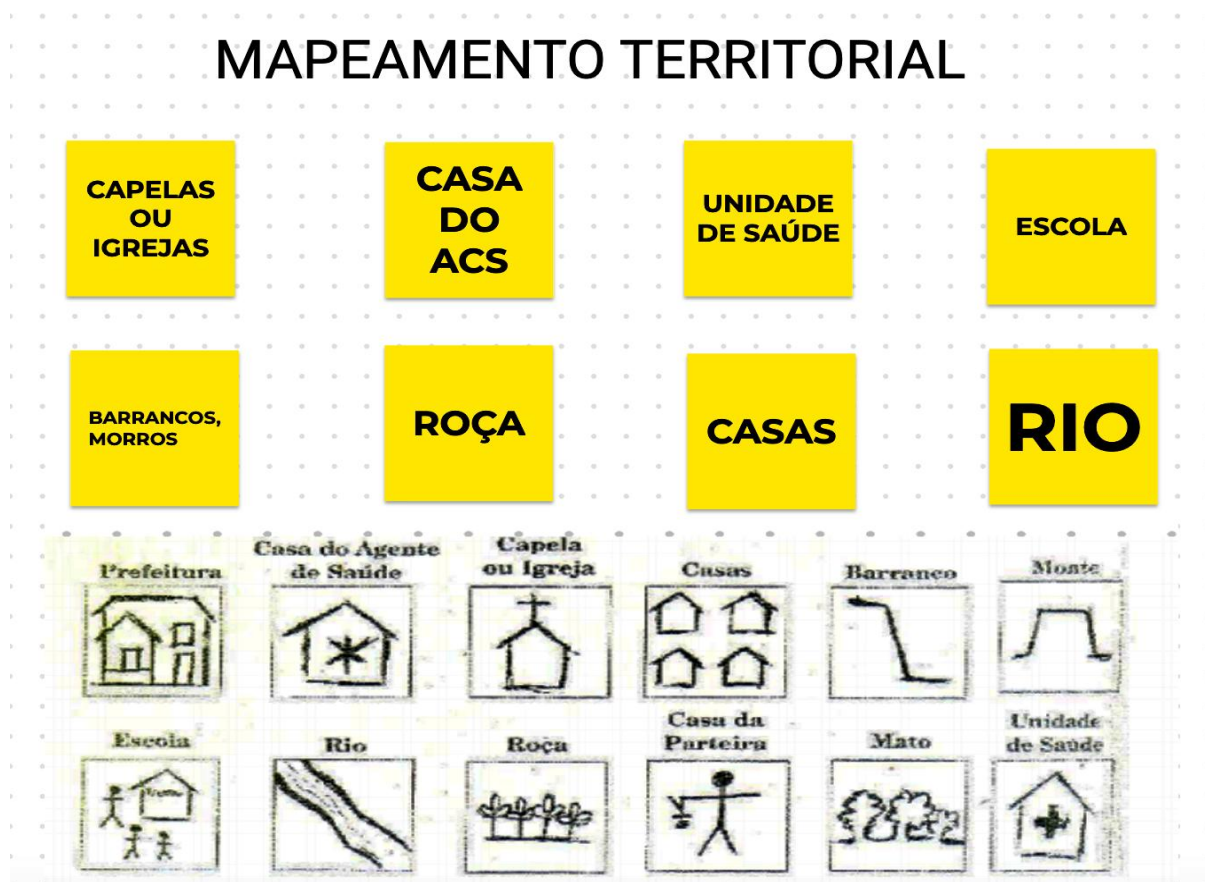 MAPEAMENTO TERRITORIAL
CAPELAS
OU
IGREJAS
CASA
DO
ACS
UNIDADE
DE SAÚDE
ESCOLA
BARRANCOS,
MORROS
ROÇA
CASAS
RIO
Prefeitura
Casa do Agente
de Saúde
Capela
ou Igreja
Casas
Barranco
Monte
Escola
Rio
Roça
Casa da
Parteira
Mato
Unidade
de Saude